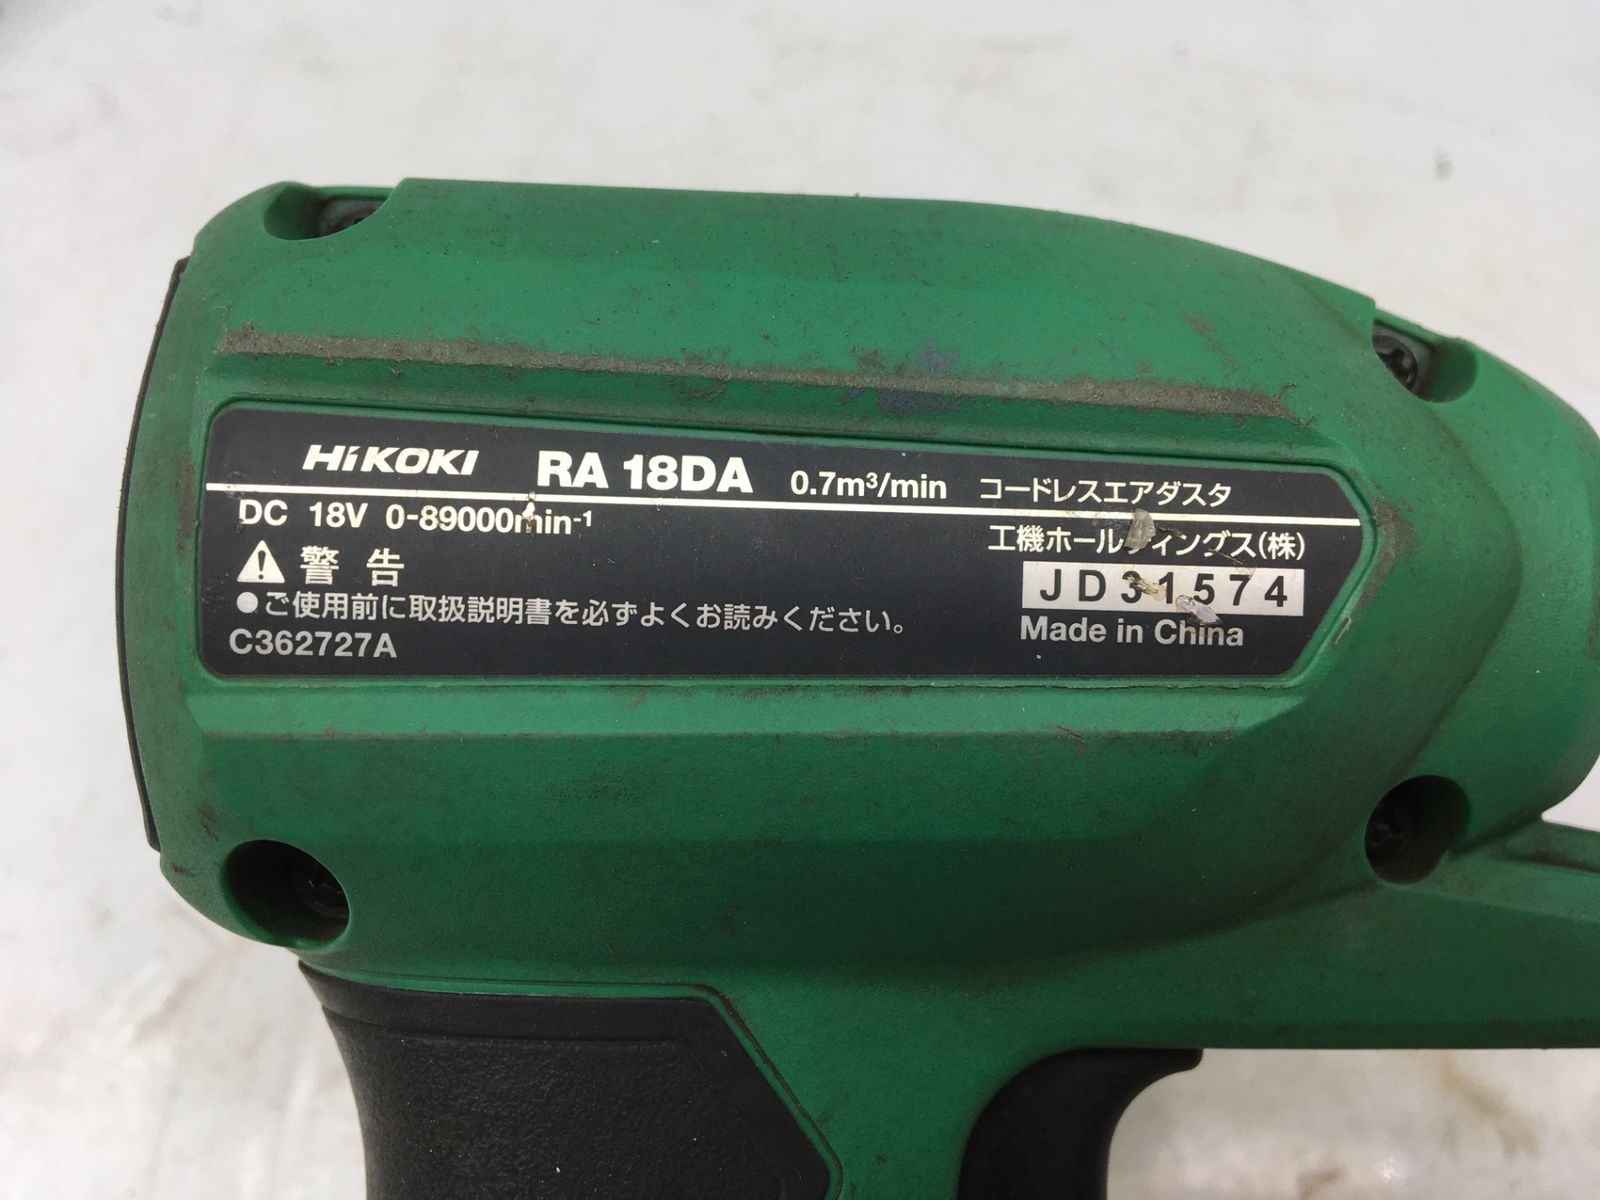 HiKOKI RA 18DA 0.7m³/min コードレスエアダスタ
DC 18V 0-89000min⁻¹
工機ホールディングス(株)
警告
JD31574
●ご使用前に取扱説明書を必ずよくお読みください。
Made in China
C362727A